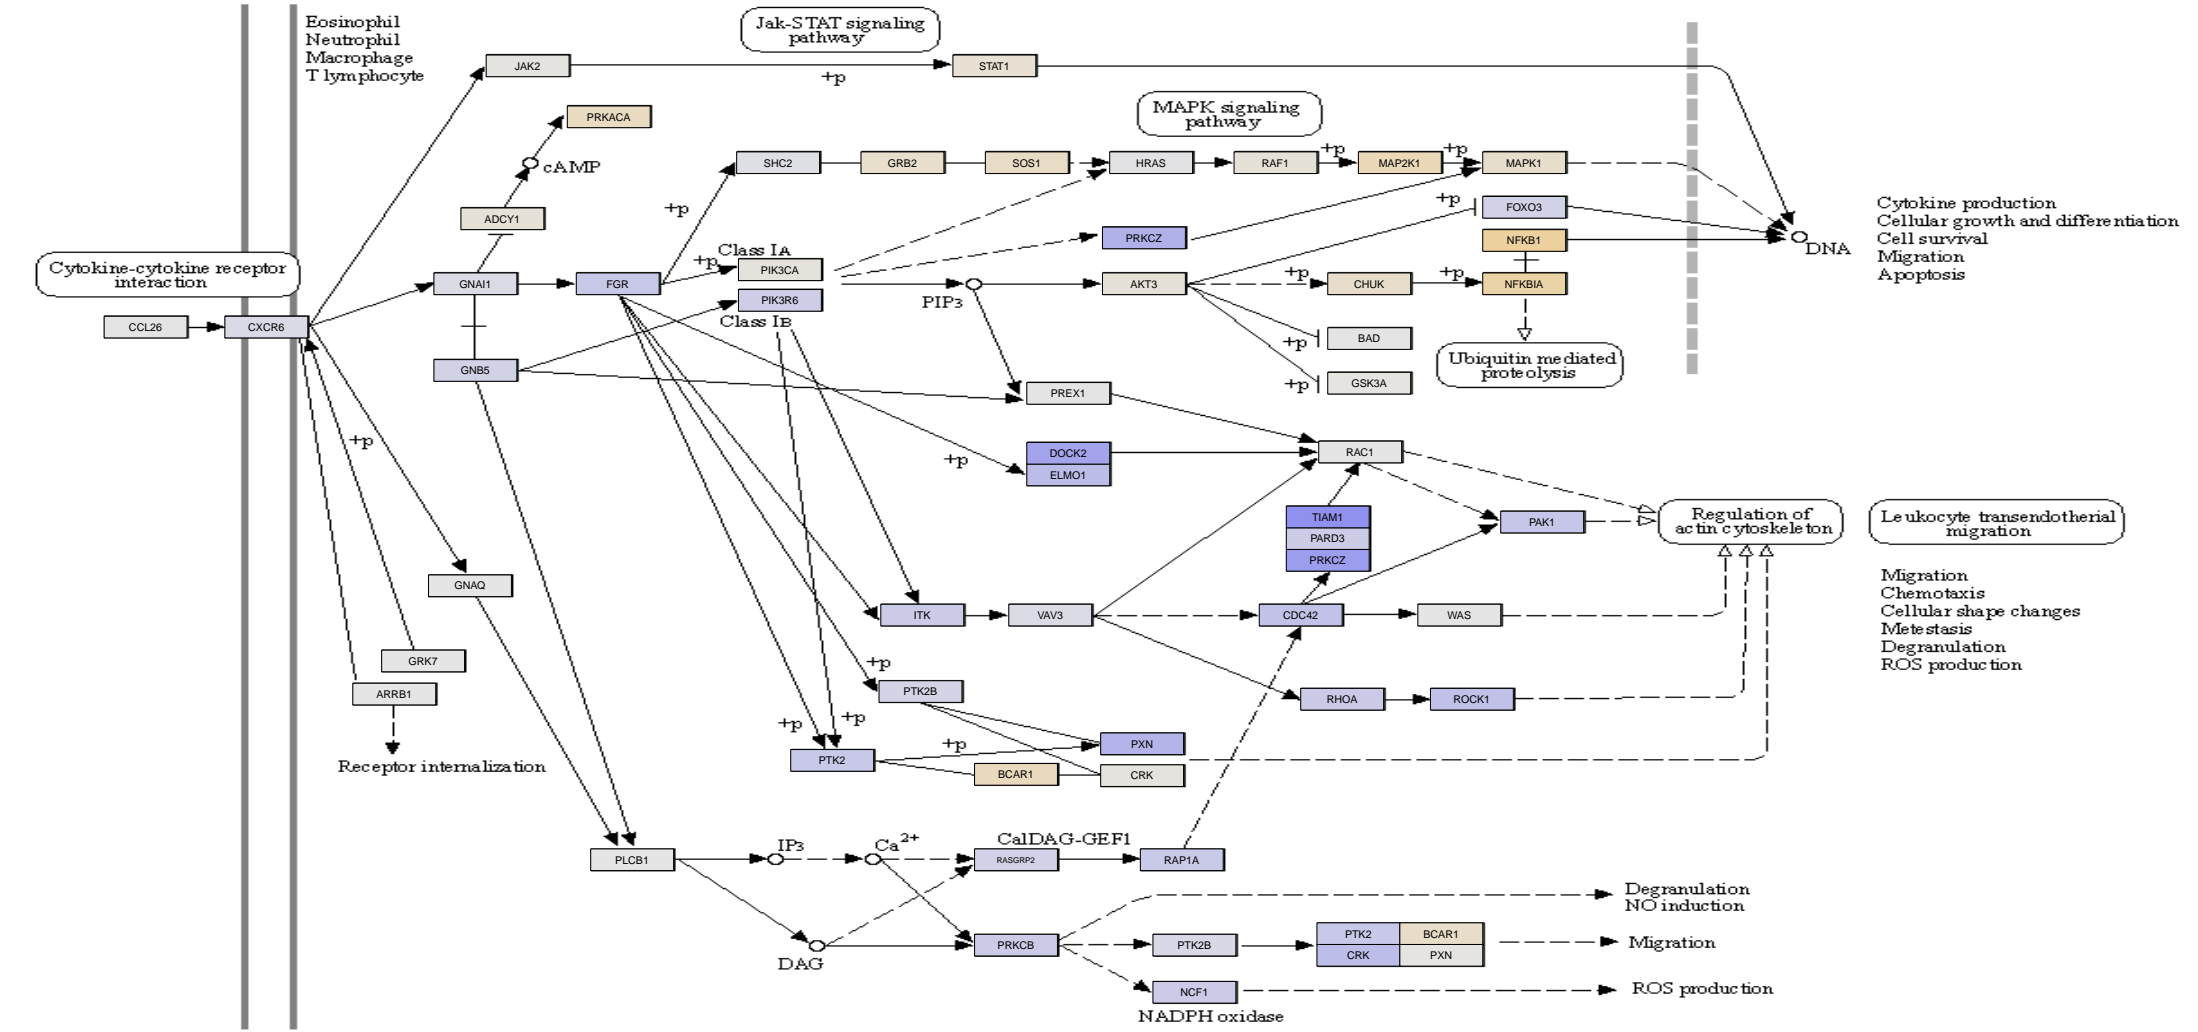 Eosinophil
Neutrophil
Macrophage
T lymphocyte
Jak-STAT signaling
pathway
JAK2
+p
STAT1
PRKACA
cAMP
ADCY1
MAPK signaling
pathway
SHC2
GRB2
SOS1
HRAS
RAF1
+p
MAP2K1
+p
MAPK1
+p
+p
FOXO3
Cytokine production
Cellular growth and differentiation
Cell survival
Migration
Apoptosis
PRKCZ
NFKB1
DNA
Cytokine-cytokine receptor
interaction
Class IA
+p
PIK3CA
GNAI1
FGR
PIK3R6
Class IB
PIP3
AKT3
+p
CHUK
+p
NFKBIA
CCL26
CXCR6
+p
BAD
Ubiquitin mediated
proteolysis
GNB5
+p
GSK3A
PREX1
+p
+p
DOCK2
ELMO1
RAC1
TIAM1
PARD3
PRKCZ
PAK1
Regulation of
actin cytoskeleton
Leukocyte transendotherial
migration
GNAQ
Migration
Chemotaxis
Cellular shape changes
Metestasis
Degranulation
ROS production
ITK
VAV3
CDC42
WAS
GRK7
ARRB1
+p
PTK2B
RHOA
ROCK1
+p
+p
Receptor internalization
PTK2
+p
PXN
BCAR1
CRK
PLCB1
IP3
Ca2+
CalDAG-GEF1
RASGRP2
RAP1A
DAG
PRKCB
Degranulation
NO induction
PTK2B
PTK2
BCAR1
CRK
PXN
Migration
NCF1
ROS production
NADPH oxidase